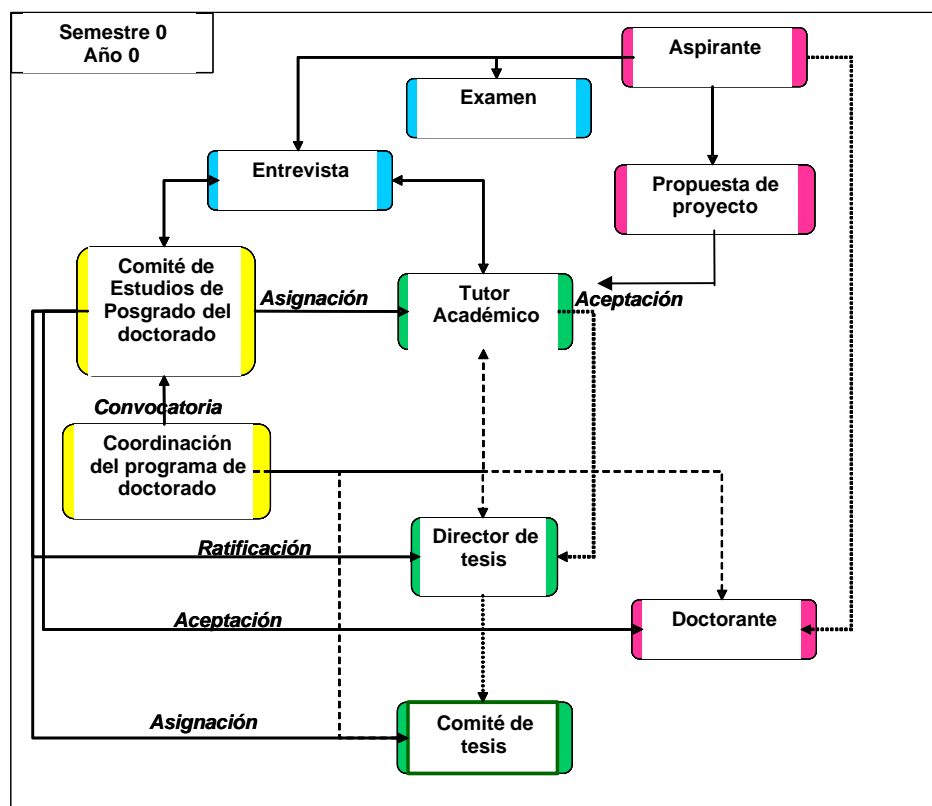 Semestre 0
Año 0
Aspirante
Examen
Entrevista
Propuesta de
proyecto
Comité de
Estudios de
Posgrado del
doctorado
Asignación
Tutor
Académico
Aceptación
Convocatoria
Coordinación
del programa de
doctorado
Ratificación
Director de
tesis
Aceptación
Doctorante
Asignación
Comité de
tesis